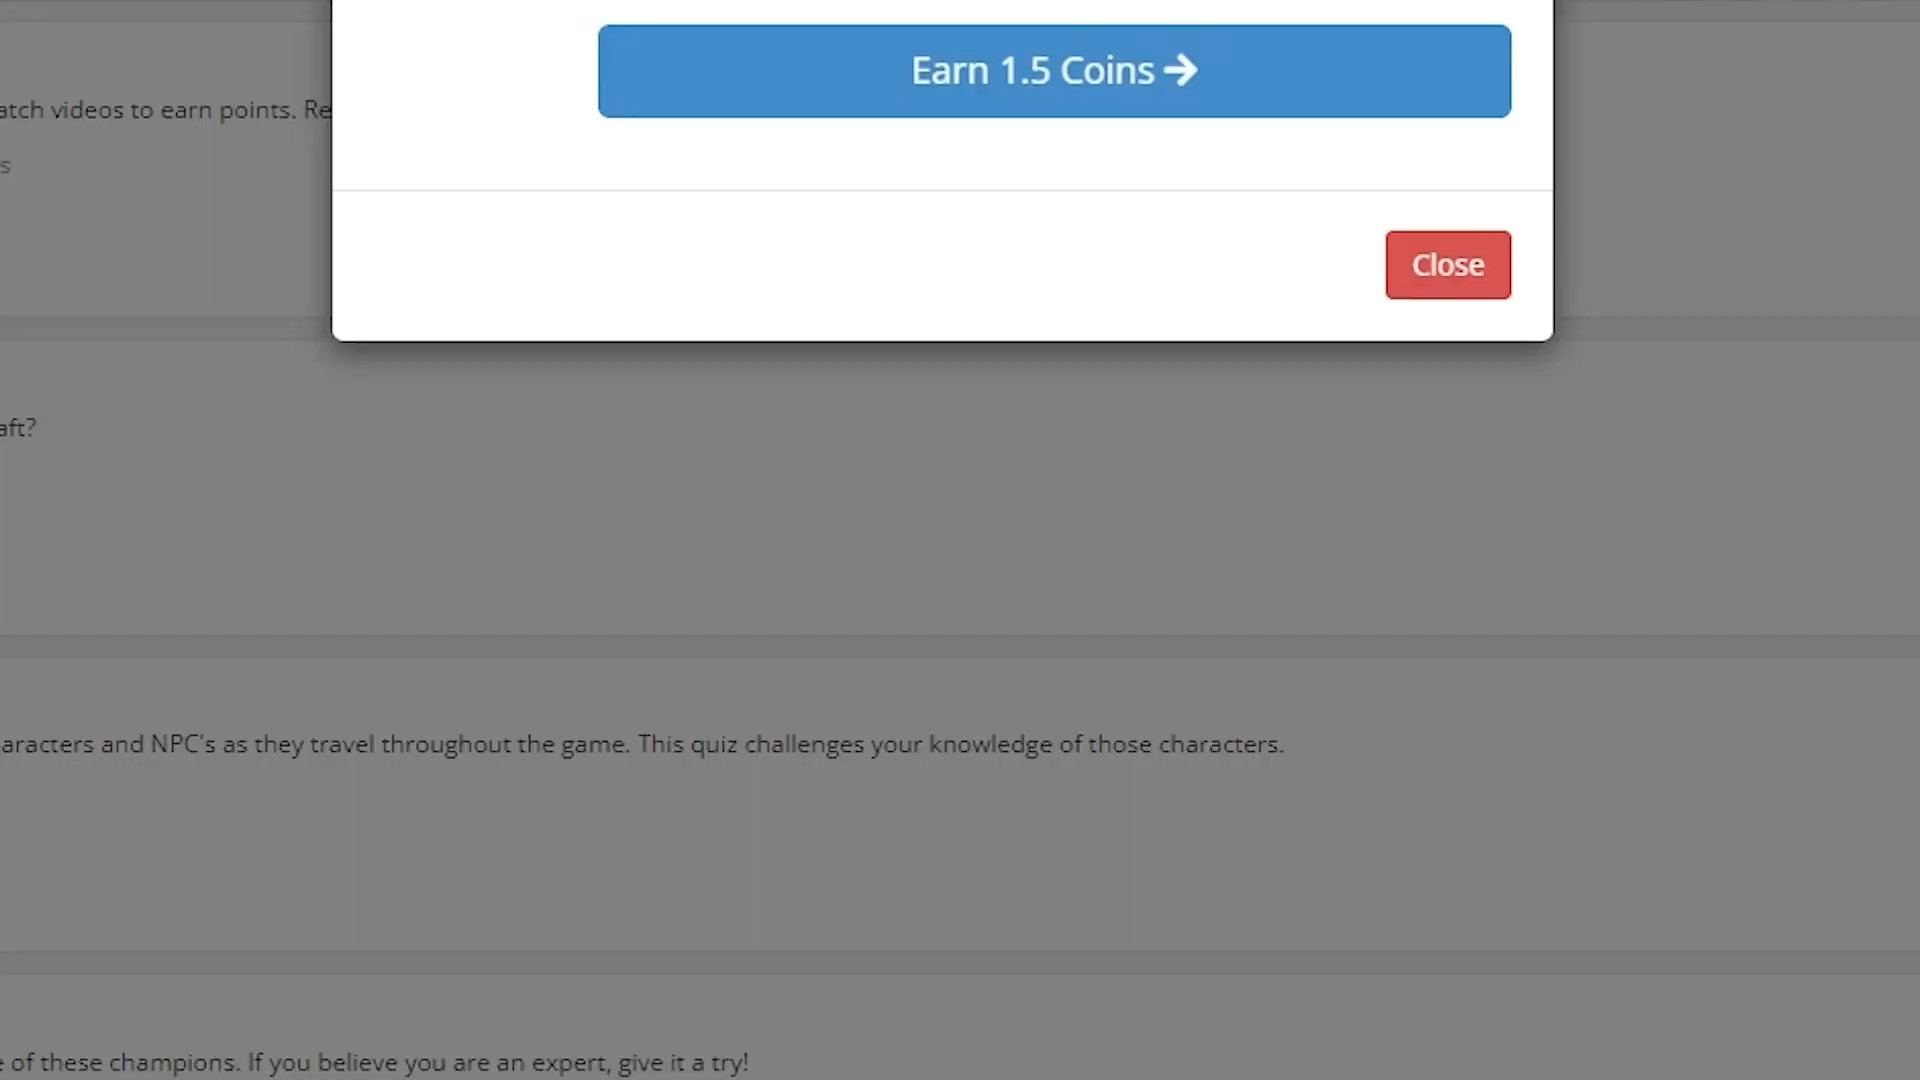 Earn 1.5 Coins
atch videos to earn points. Re
s
Close
aft?
aracters and NPC's as they travel throughout the game. This quiz challenges your knowledge of those characters.
e of these champions. If you believe you are an expert, give it a try!